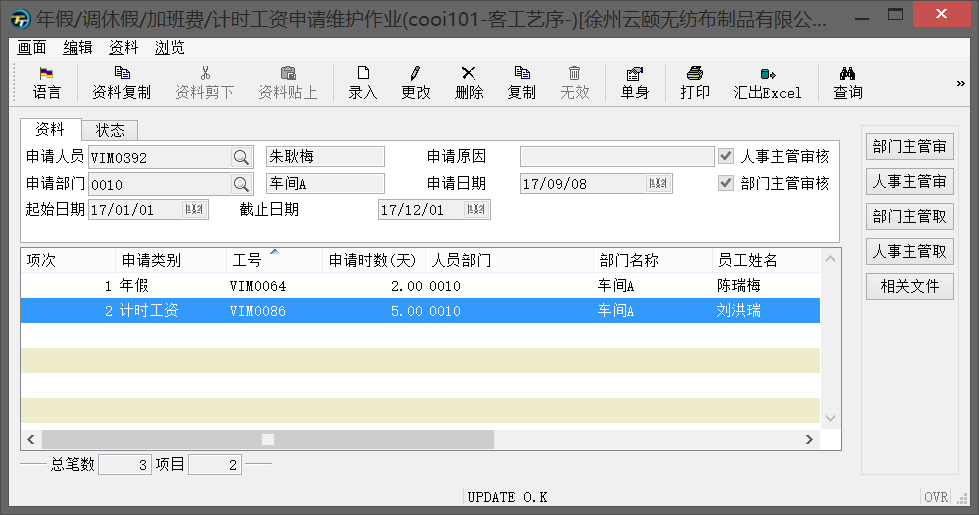 年假/调休假/加班费/计时工资申请维护作业(cooi101-客工艺序-)[徐州云颐无纺布制品有限公...
画面 编辑 资料 浏览
语言 资料复制 资料剪下 资料贴上 录入 更改 删除 复制 无效 单身 打印 汇出Excel 查询 »
资料 状态
申请人员 VIM0392 朱耿梅 申请原因 人事主管审核
申请部门 0010 车间A 申请日期 17/09/08 部门主管审核
起始日期 17/01/01 截止日期 17/12/01
项次 申请类别 工号 申请时数(天) 人员部门 部门名称 员工姓名
1 年假 VIM0064 2.00 0010 车间A 陈瑞梅
2 计时工资 VIM0086 5.00 0010 车间A 刘洪瑞
总笔数 3 项目 2
部门主管审
人事主管审
部门主管取
人事主管取
相关文件
UPDATE O.K OVR